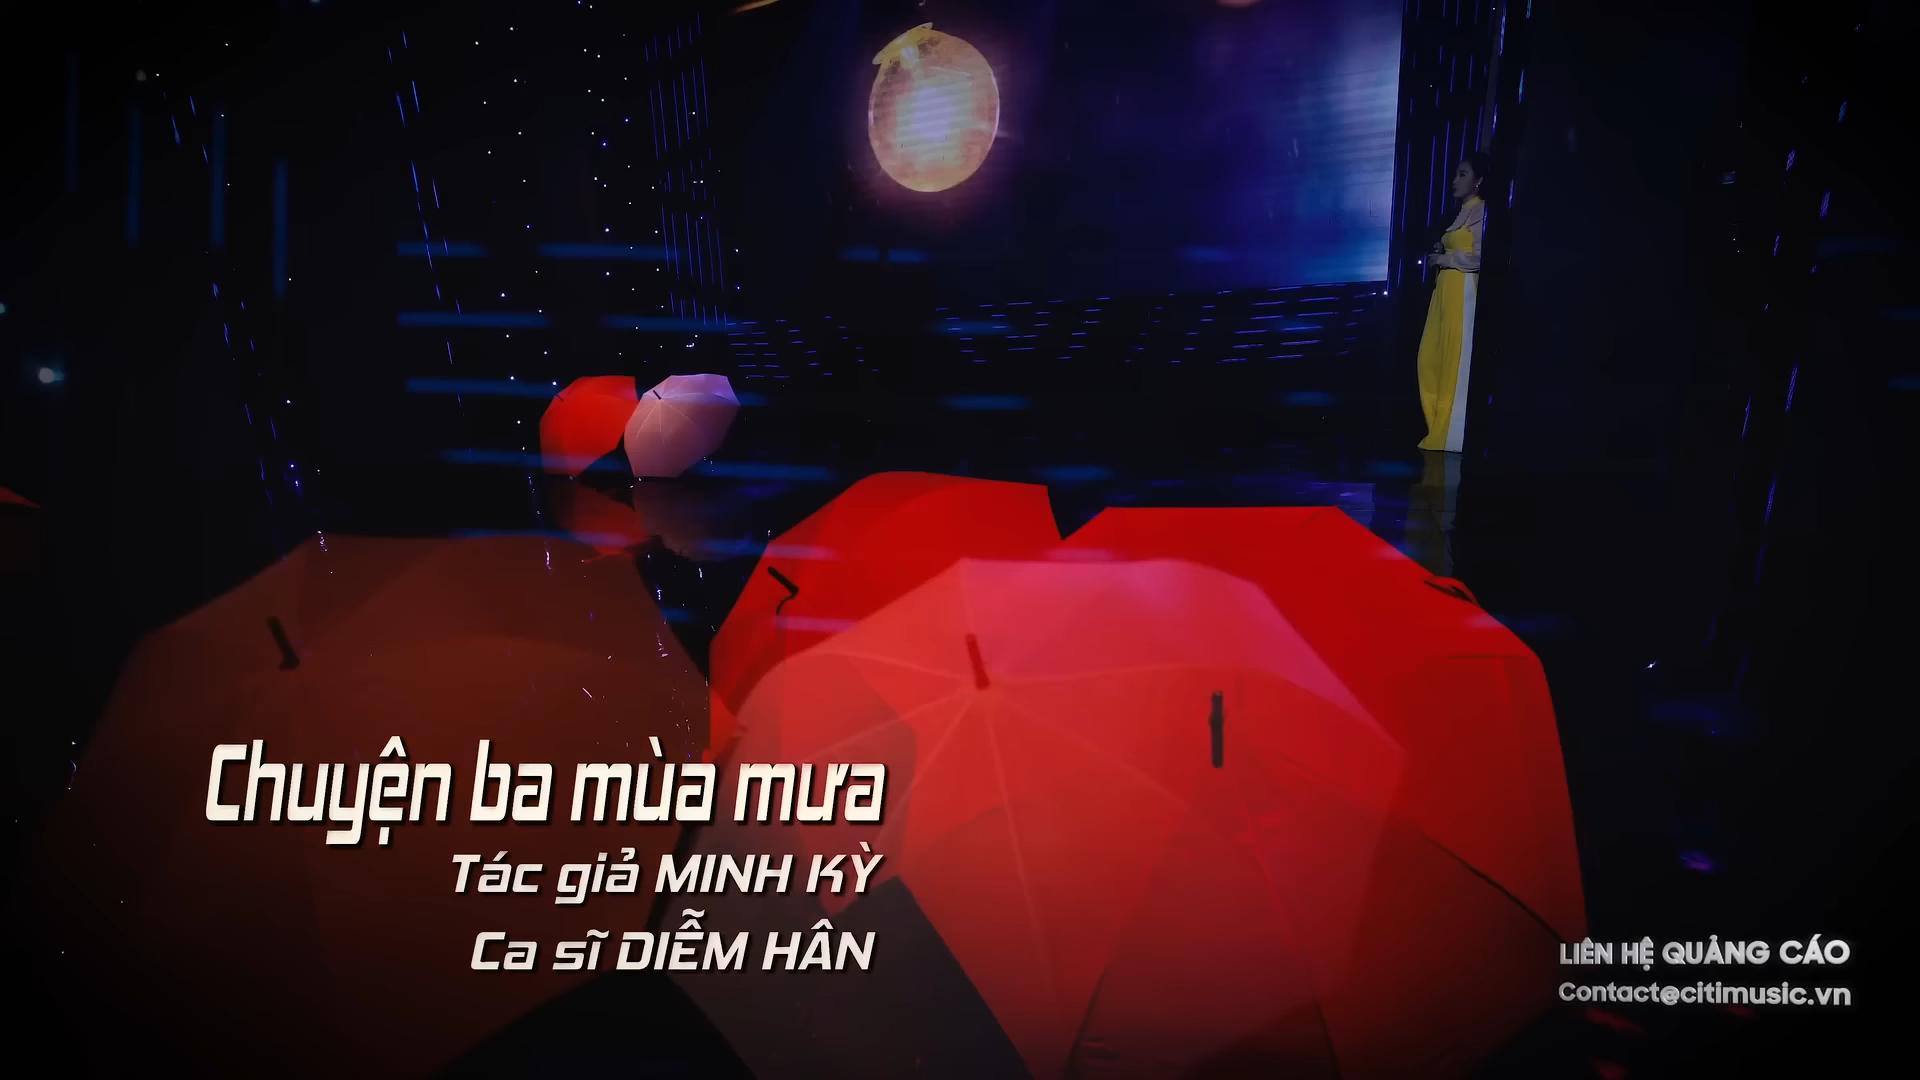 Chuyện ba mùa mưa
Tác giả MINH KỲ
Ca sĩ DIỄM HÂN
LIÊN HỆ QUẢNG CÁO
Contact@citimusic.vn